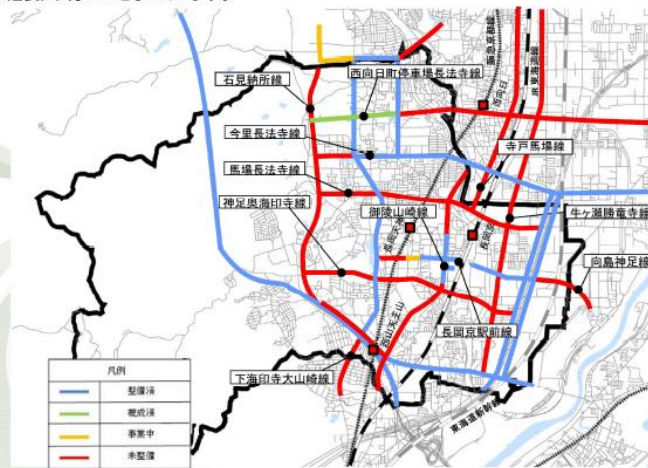 石見納所線
西向日町停車場長法寺線
阪急京都線
JR東海道線
西向日
今里長法寺線
寺戸馬場線
馬場長法寺線
神足奥海印寺線
御陵山崎線
牛ヶ瀬勝竜寺線
長岡天神
長岡京
向島神足線
長岡京駅前線
西山天王山
下海印寺大山崎線
東海道新幹線
凡例
整備済
概成済
事業中
未整備